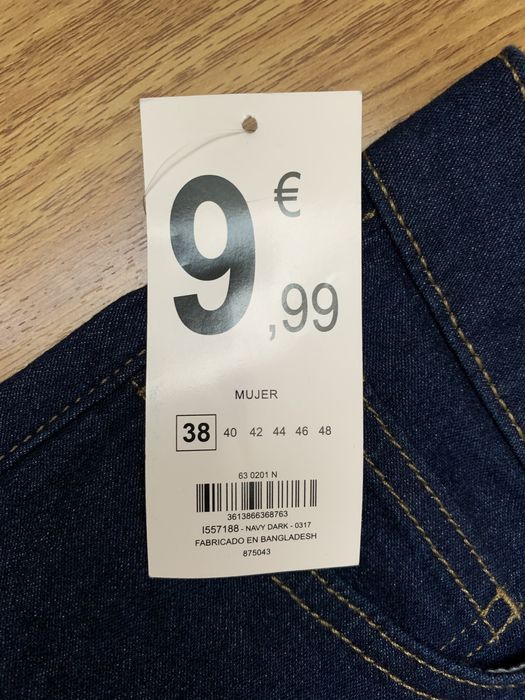 9 €
,99
MUJER
38 40 42 44 46 48
63 0201 N
3613866368763
I557188 - NAVY DARK - 0317
FABRICADO EN BANGLADESH
875043